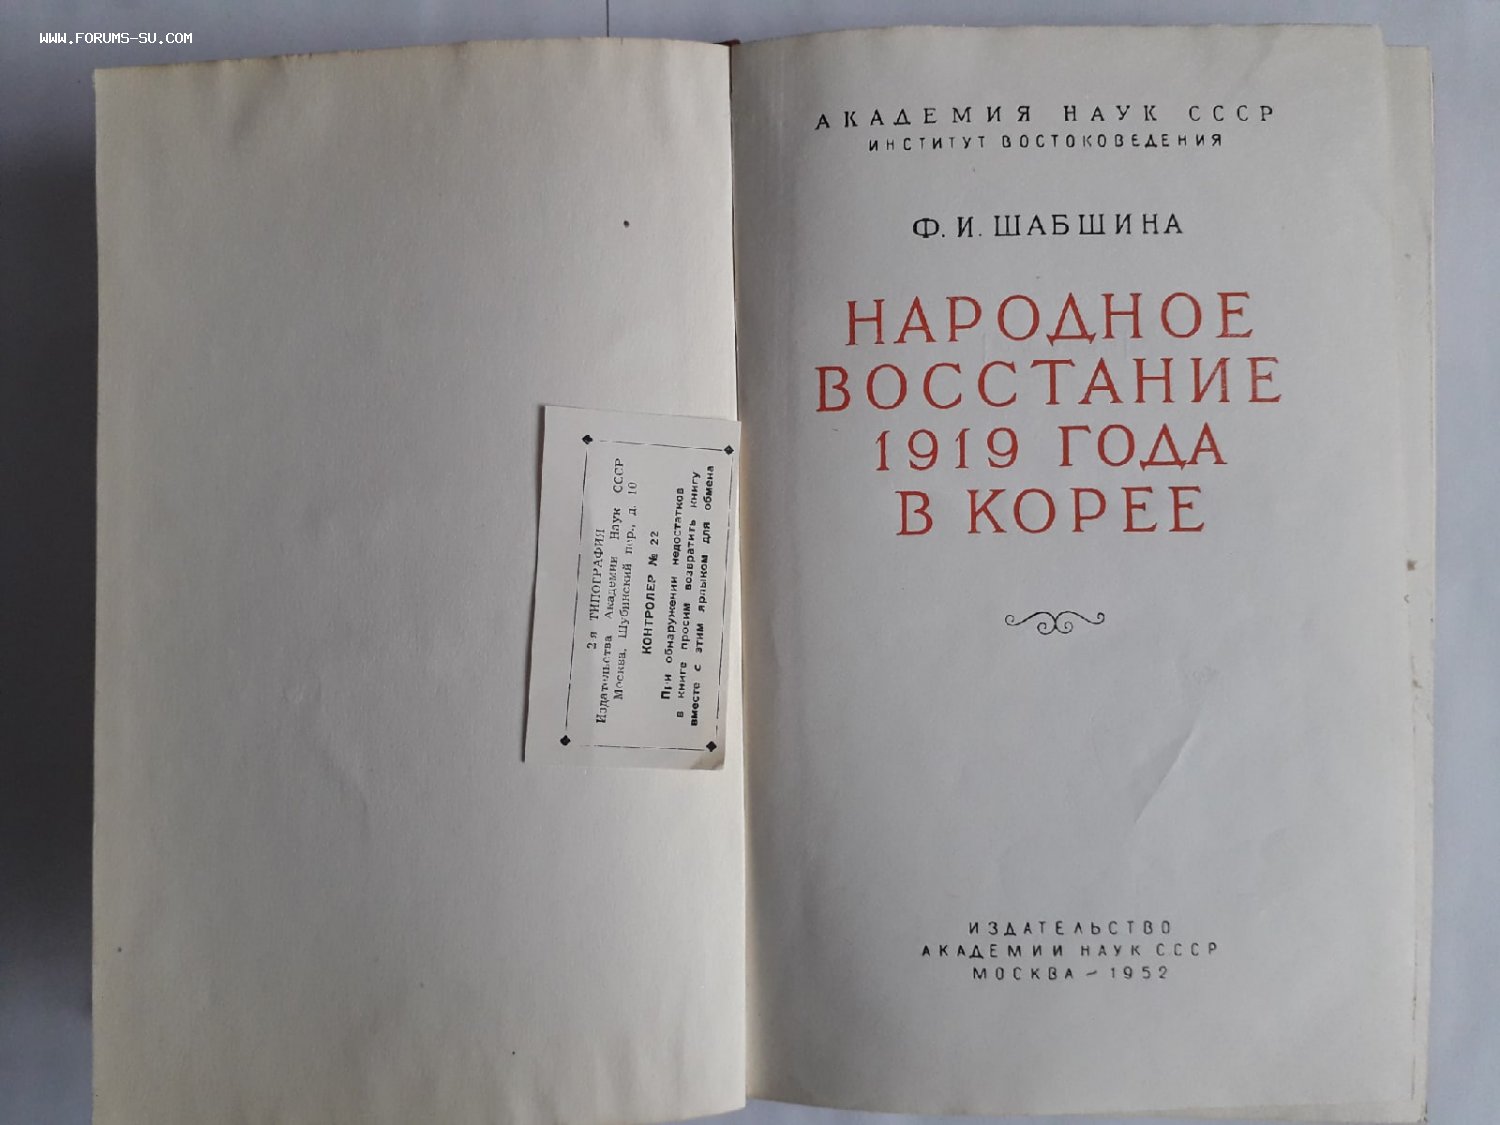 WWW.FORUMS-SU.COM
2-я ТИПОГРАФИЯ
Издательства Академии Наук СССР
Москва, Шубинский пер., д. 10
КОНТРОЛЕР № 22
При обнаружении недостатков
в книге просим возвратить книгу
вместе с этим ярлыком для обмена
АКАДЕМИЯ НАУК СССР
ИНСТИТУТ ВОСТОКОВЕДЕНИЯ
Ф. И. ШАБШИНА
НАРОДНОЕ
ВОССТАНИЕ
1919 ГОДА
В КОРЕЕ
ИЗДАТЕЛЬСТВО
АКАДЕМИИ НАУК СССР
МОСКВА - 1952